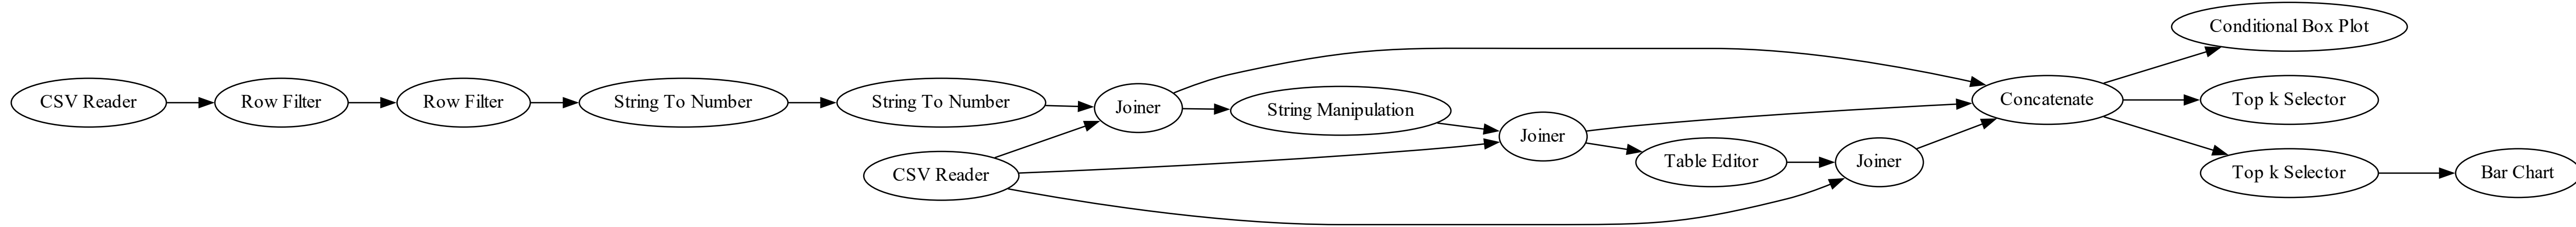 CSV Reader
Row Filter
Row Filter
String To Number
String To Number
CSV Reader
Joiner
String Manipulation
Joiner
Table Editor
Joiner
Concatenate
Conditional Box Plot
Top k Selector
Top k Selector
Bar Chart